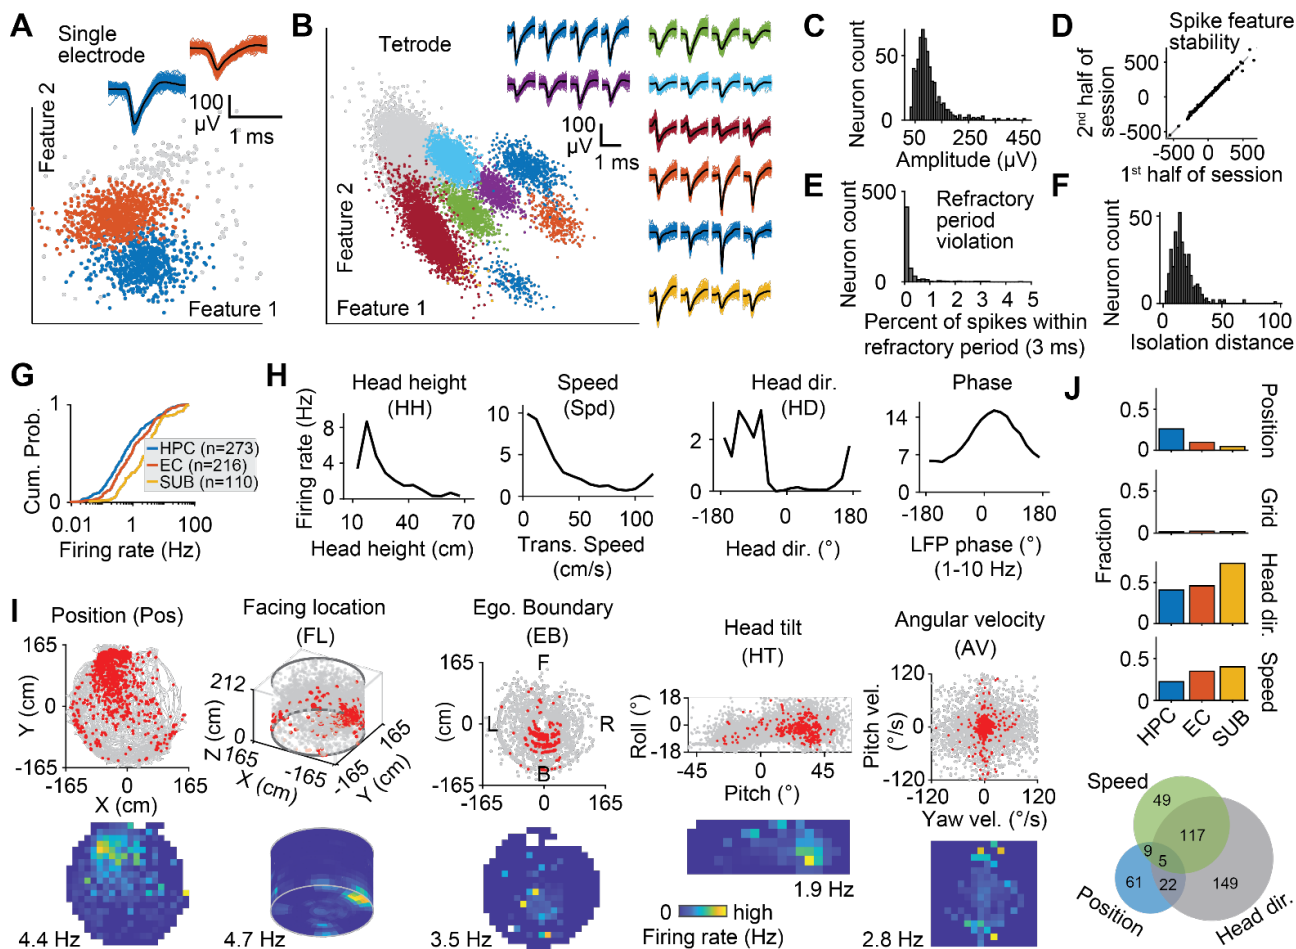 A
Single
electrode
100
μV
1 ms
Feature 2
Feature 1
B
Tetrode
100
μV
1 ms
Feature 2
Feature 1
C
Neuron count
50
0
50
250
450
Amplitude (μV)
D
Spike feature
stability
2nd half of
session
500
0
-500
-500
0
500
1st half of session
E
Neuron count
500
0
Refractory
period
violation
0 1 2 3 4 5
Percent of spikes within
refractory period (3 ms)
F
Neuron count
50
0
0
50
100
Isolation distance
G
Cum. Prob.
1
0
HPC (n=273)
EC (n=216)
SUB (n=110)
0.01
1
100
Firing rate (Hz)
H
Head height
(HH)
Firing rate (Hz)
8
4
0
10
40
70
Head height (cm)
Speed
(Spd)
10
5
0
0
50
100
Trans. Speed
(cm/s)
Head dir.
(HD)
2
0
-180
0
180
Head dir. (°)
Phase
14
7
0
-180
0
180
LFP phase (°)
(1-10 Hz)
I
Position (Pos)
165
0
-165
Y (cm)
-165
0
165
X (cm)
4.4 Hz
Facing location
(FL)
212
0
Z (cm)
165
X (cm)
-165
-165
Y (cm)
165
4.7 Hz
Ego. Boundary
(EB)
165
0
-165
(cm)
F
L
R
B
165
0
165
(cm)
3.5 Hz
Head tilt
(HT)
Roll (°)
18
0
-18
-45
0
45
Pitch (°)
1.9 Hz
0
high
Firing rate (Hz)
Angular velocity
(AV)
Pitch vel.
(°/s)
120
0
-120
-120
0
120
Yaw vel. (°/s)
2.8 Hz
J
Fraction
0.5
0
Position
0.5
0
Grid
0.5
0
Head dir.
0.5
0
Speed
HPC
EC
SUB
Speed
49
117
9
5
61
22
149
Position
Head dir.